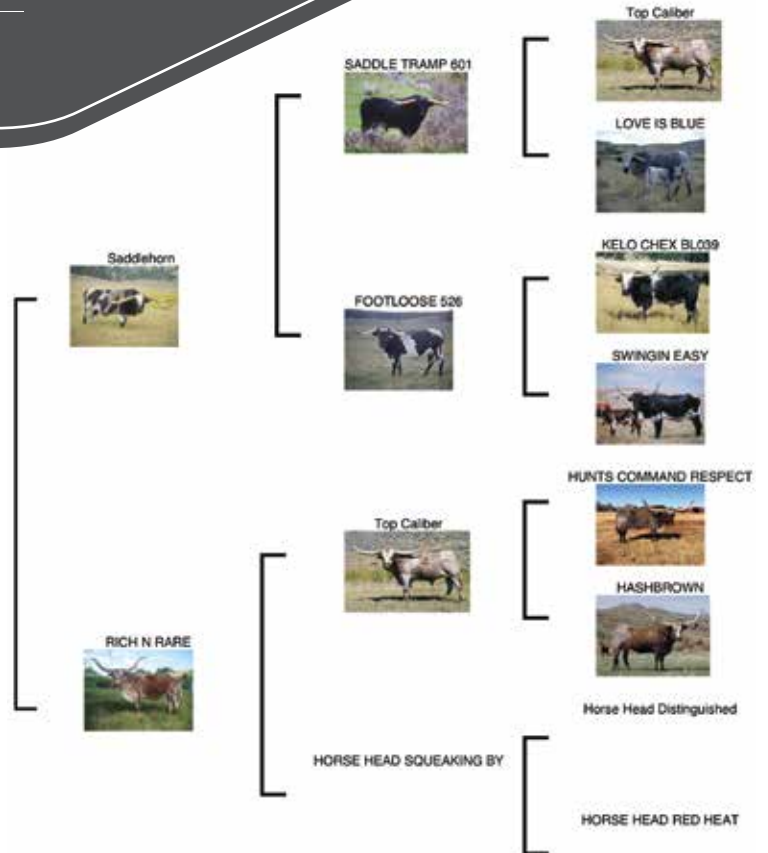 Top Caliber
SADDLE TRAMP 601
LOVE IS BLUE
KELO CHEX BL039
Saddlehorn
FOOTLOOSE 526
SWINGIN EASY
HUNTS COMMAND RESPECT
Top Caliber
HASHBROWN
RICH N RARE
Horse Head Distinguished
HORSE HEAD SQUEAKING BY
HORSE HEAD RED HEAT